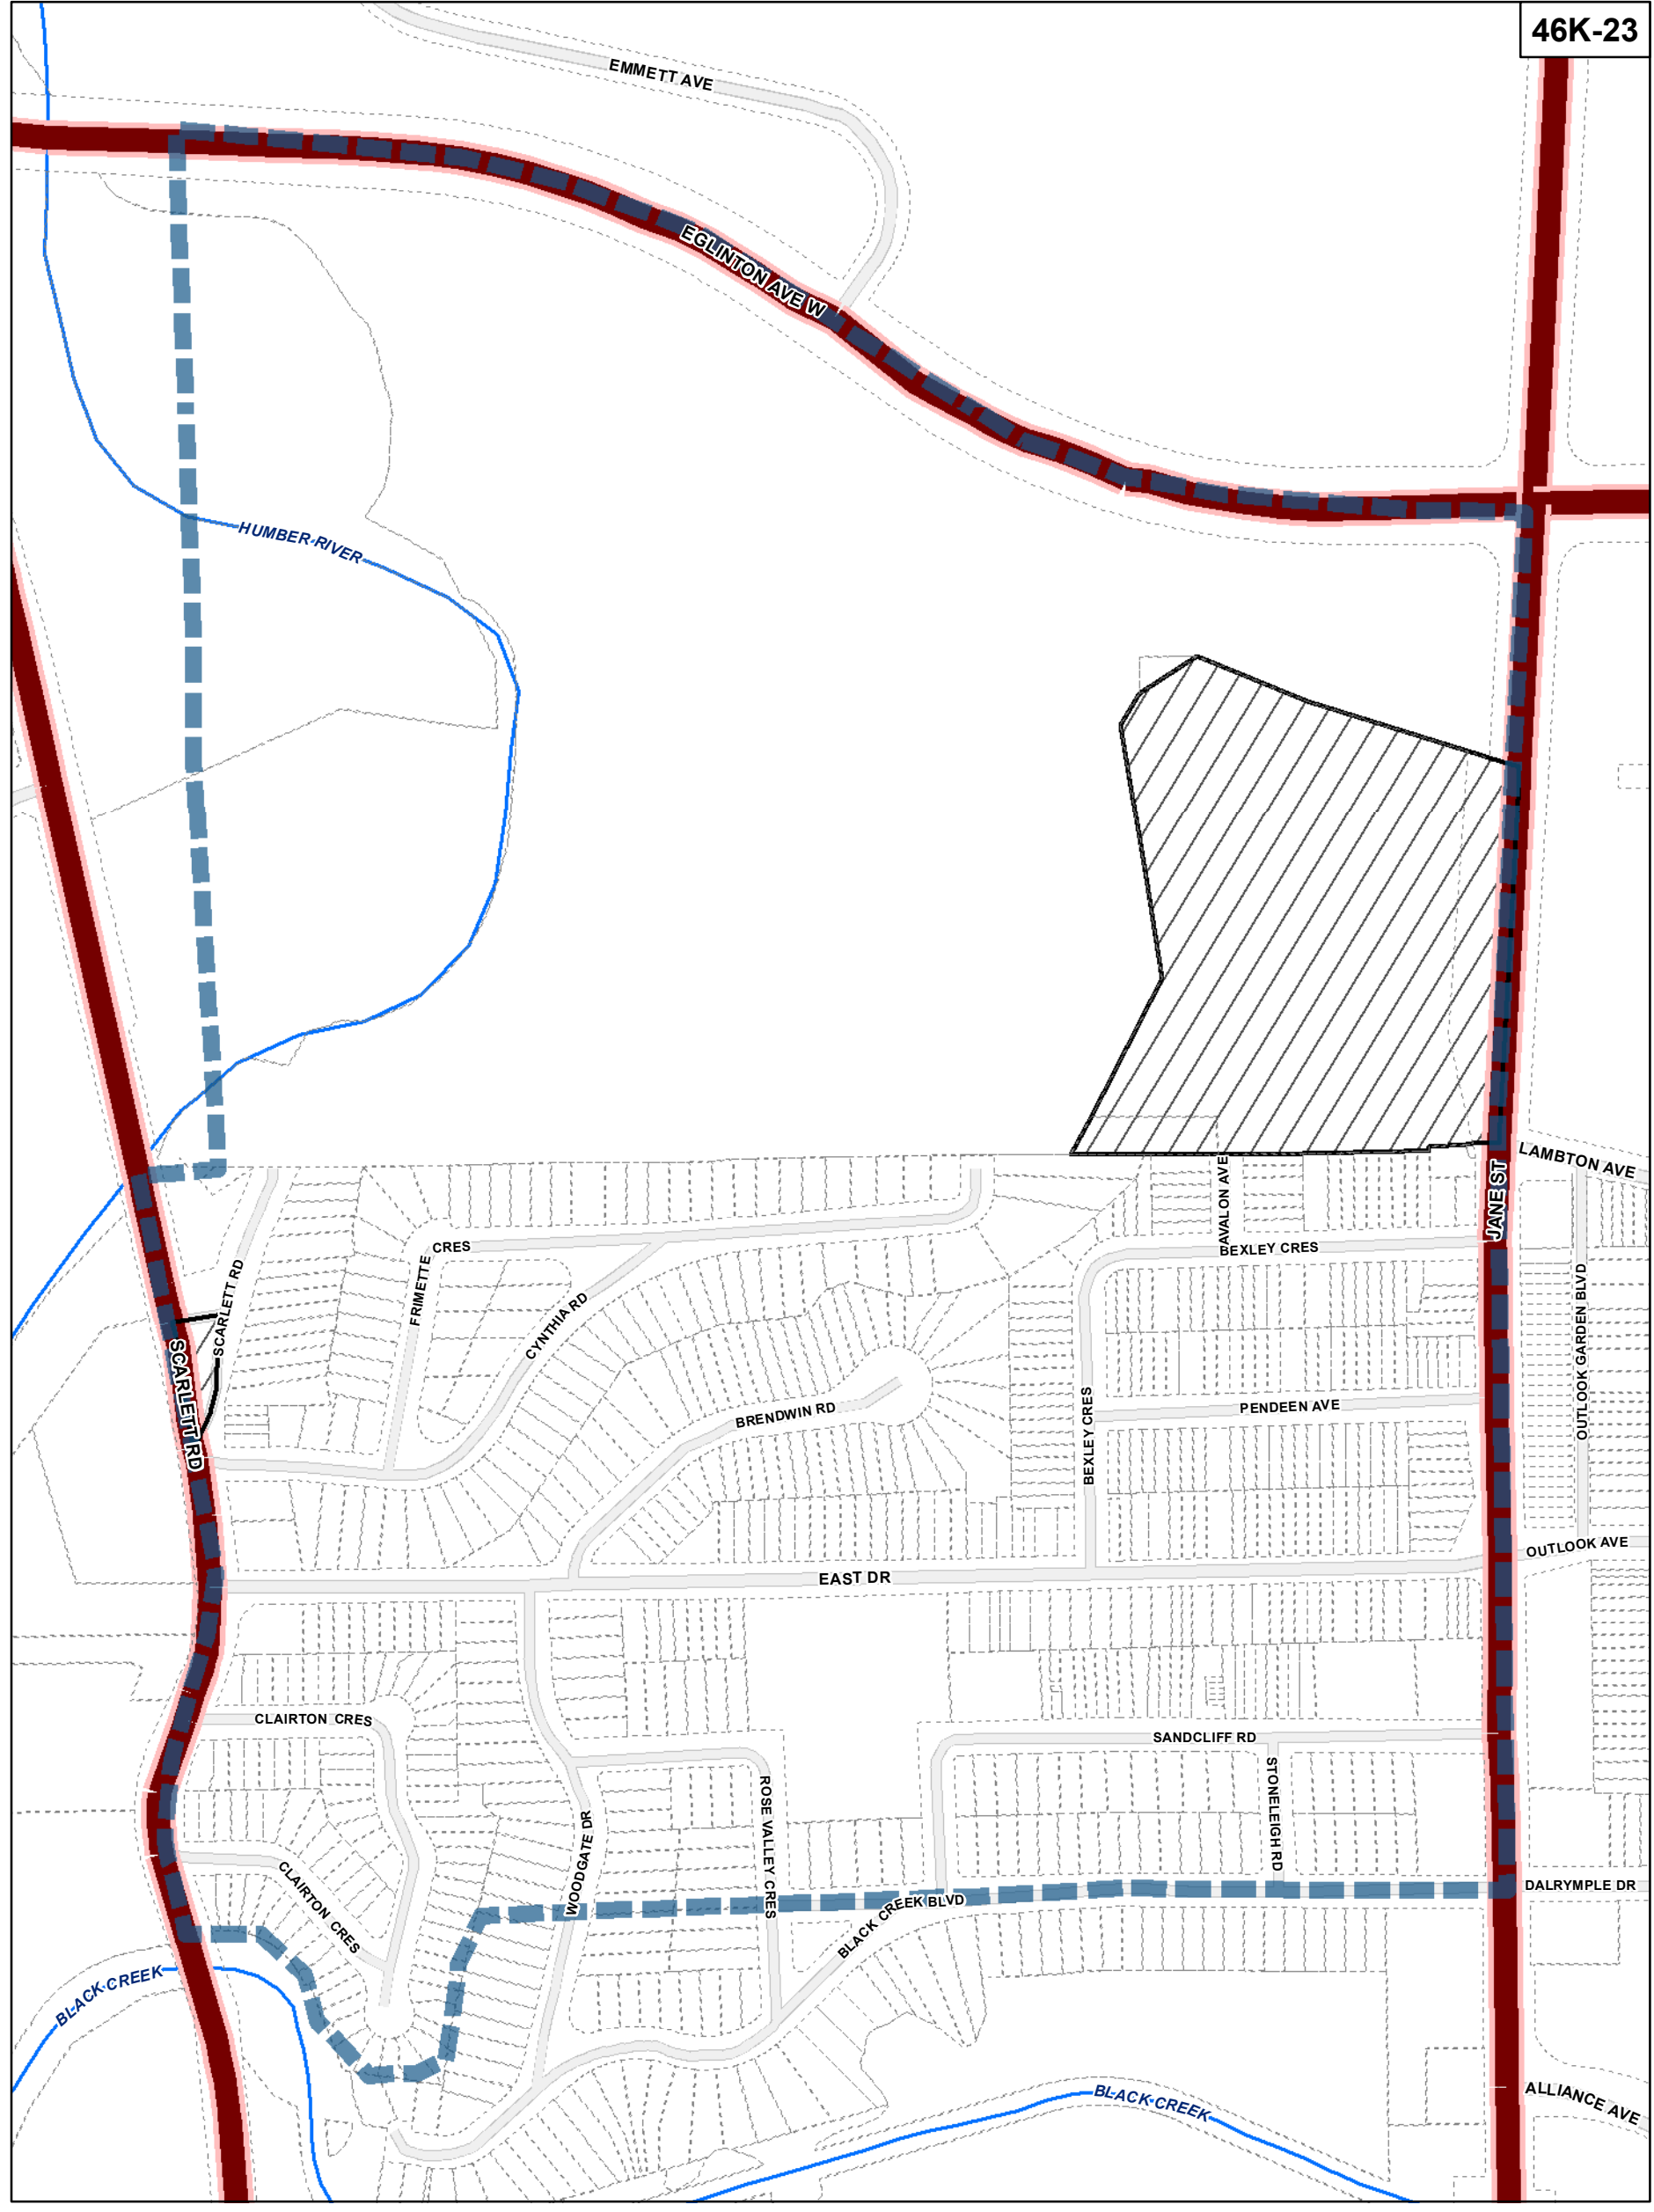 46K-23
EMMETT AVE
EGLINTON AVE W
HUMBER RIVER
LAMBTON AVE
JANE ST
AVALON AVE
BEXLEY CRES
CRES
FRIMETTE
SCARLETT RD
CYNTHIA RD
OUTLOOK GARDEN BLVD
SCARLETT RD
BRENDWIN RD
BEXLEY CRES
PENDEEN AVE
OUTLOOK AVE
EAST DR
CLAIRTON CRES
SANDCLIFF RD
STONELEIGH RD
ROSE VALLEY CRES
WOODGATE DR
CLAIRTON CRES
BLACK CREEK BLVD
DALRYMPLE DR
BLACK CREEK
BLACK CREEK
ALLIANCE AVE